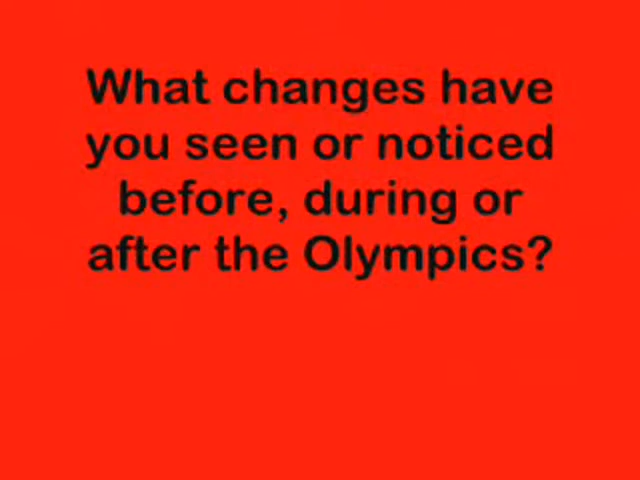 What changes have
you seen or noticed
before, during or
after the Olympics?